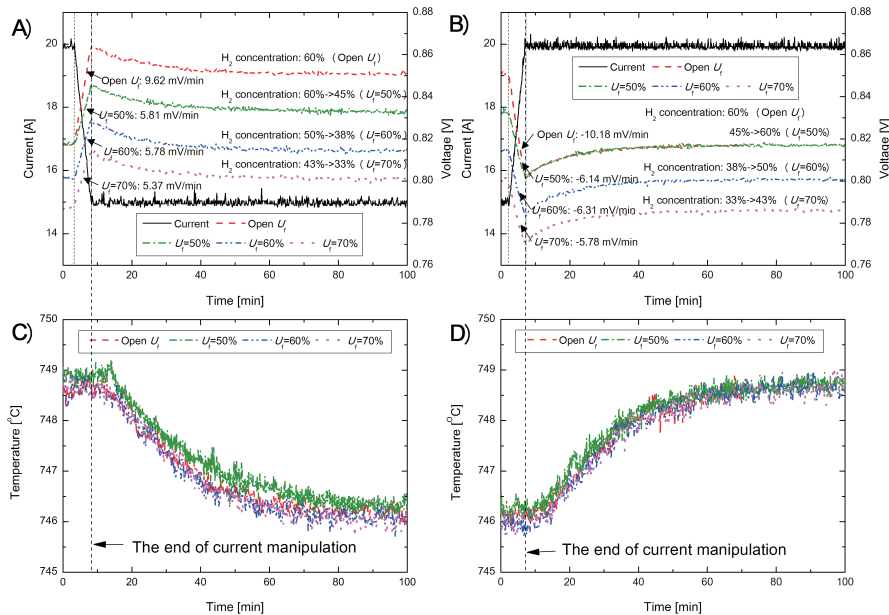 A)
20
19
18
17
16
15
14
13
Current [A]
0.88
0.86
0.84
0.82
0.80
0.78
0.76
Voltage [V]
H2 concentration: 60% (Open Uf)
Open Uf: 9.62 mV/min
H2 concentration: 60%->45% (Uf=50%)
Uf=50%: 5.81 mV/min
H2 concentration: 50%->38% (Uf=60%)
Uf=60%: 5.78 mV/min
H2 concentration: 43%->33% (Uf=70%)
Uf=70%: 5.37 mV/min
Current Open Uf
Uf=50% Uf=60% Uf=70%
0 20 40 60 80 100
Time [min]
B)
20
19
18
17
16
15
14
13
Current [A]
0.88
0.86
0.84
0.82
0.80
0.78
0.76
Voltage [V]
Current Open Uf
Uf=50% Uf=60% Uf=70%
H2 concentration: 60% (Open Uf)
Open Uf: -10.18 mV/min
45%->60% (Uf=50%)
H2 concentration: 38%->50% (Uf=60%)
Uf=50%: -6.14 mV/min
H2 concentration: 33%->43% (Uf=70%)
Uf=60%: -6.31 mV/min
Uf=70%: -5.78 mV/min
0 20 40 60 80 100
Time [min]
C)
750
749
748
747
746
745
Temperature [°C]
Open Uf Uf=50% Uf=60% Uf=70%
The end of current manipulation
0 20 40 60 80 100
Time [min]
D)
750
749
748
747
746
745
Temperature [°C]
Open Uf Uf=50% Uf=60% Uf=70%
The end of current manipulation
0 20 40 60 80 100
Time [min]